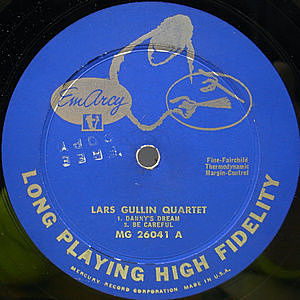 EmArcy
Fine-Fairchild
Thermodynamic
Margin-Control
LARS GULLIN QUARTET
1. DANNY'S DREAM
2. BE CAREFUL
MG 26041 A
LONG PLAYING HIGH FIDELITY
MERCURY RECORD CORPORATION MADE IN U.S.A.